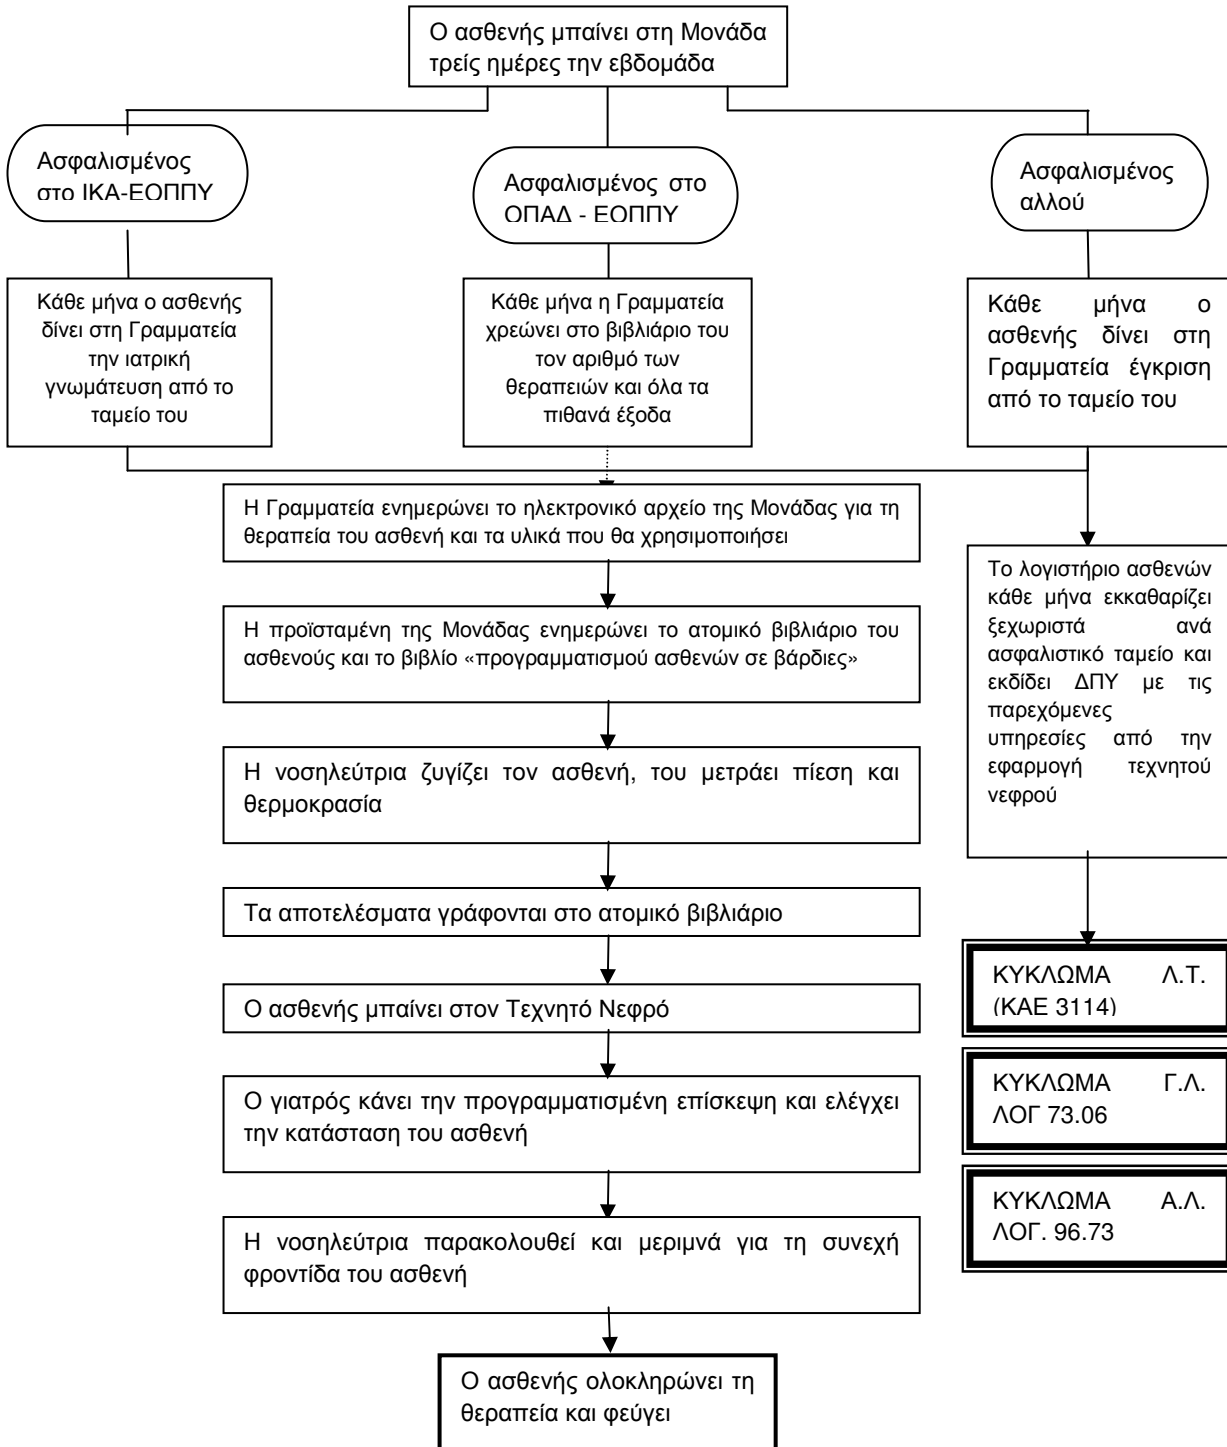 Ο ασθενής μπαίνει στη Μονάδα
τρείς ημέρες την εβδομάδα
Ασφαλισμένος
στο ΙΚΑ-ΕΟΠΠΥ
Ασφαλισμένος στο
ΟΠΑΔ - ΕΟΠΠΥ
Ασφαλισμένος
αλλού
Κάθε μήνα ο ασθενής
δίνει στη Γραμματεία
την ιατρική
γνωμάτευση από το
ταμείο του
Κάθε μήνα η Γραμματεία
χρεώνει στο βιβλιάριο του
τον αριθμό των
θεραπειών και όλα τα
πιθανά έξοδα
Κάθε μήνα ο
ασθενής δίνει στη
Γραμματεία έγκριση
από το ταμείο του
Η Γραμματεία ενημερώνει το ηλεκτρονικό αρχείο της Μονάδας για τη
θεραπεία του ασθενή και τα υλικά που θα χρησιμοποιήσει
Η προϊσταμένη της Μονάδας ενημερώνει το ατομικό βιβλιάριο του
ασθενούς και το βιβλίο «προγραμματισμού ασθενών σε βάρδιες»
Η νοσηλεύτρια ζυγίζει τον ασθενή, του μετράει πίεση και
θερμοκρασία
Τα αποτελέσματα γράφονται στο ατομικό βιβλιάριο
Ο ασθενής μπαίνει στον Τεχνητό Νεφρό
Ο γιατρός κάνει την προγραμματισμένη επίσκεψη και ελέγχει
την κατάσταση του ασθενή
Η νοσηλεύτρια παρακολουθεί και μεριμνά για τη συνεχή
φροντίδα του ασθενή
Ο ασθενής ολοκληρώνει τη
θεραπεία και φεύγει
Το λογιστήριο ασθενών
κάθε μήνα εκκαθαρίζει
ξεχωριστά ανά
ασφαλιστικό ταμείο και
εκδίδει ΔΠΥ με τις
παρεχόμενες
υπηρεσίες από την
εφαρμογή τεχνητού
νεφρού
ΚΥΚΛΩΜΑ Λ.Τ.
(ΚΑΕ 3114)
ΚΥΚΛΩΜΑ Γ.Λ.
ΛΟΓ 73.06
ΚΥΚΛΩΜΑ Α.Λ.
ΛΟΓ. 96.73